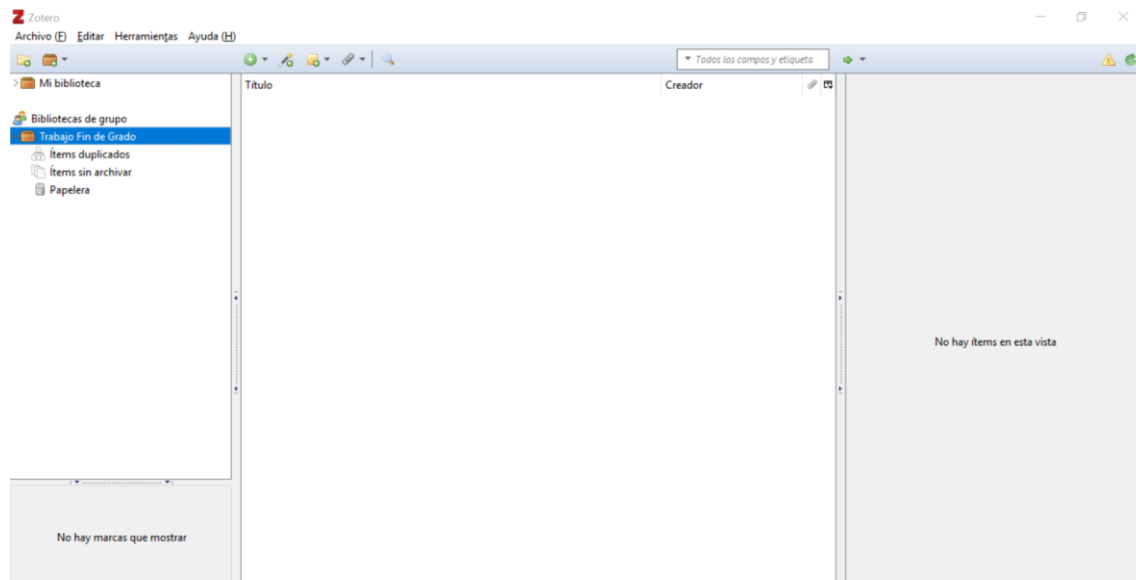 Z Zotero
Archivo (F) Editar Herramientas Ayuda (H)
Todos los campos y etiqueta
Mi biblioteca
Título Creador
Bibliotecas de grupo
Trabajo Fin de Grado
Ítems duplicados
Ítems sin archivar
Papelera
No hay ítems en esta vista
No hay marcas que mostrar